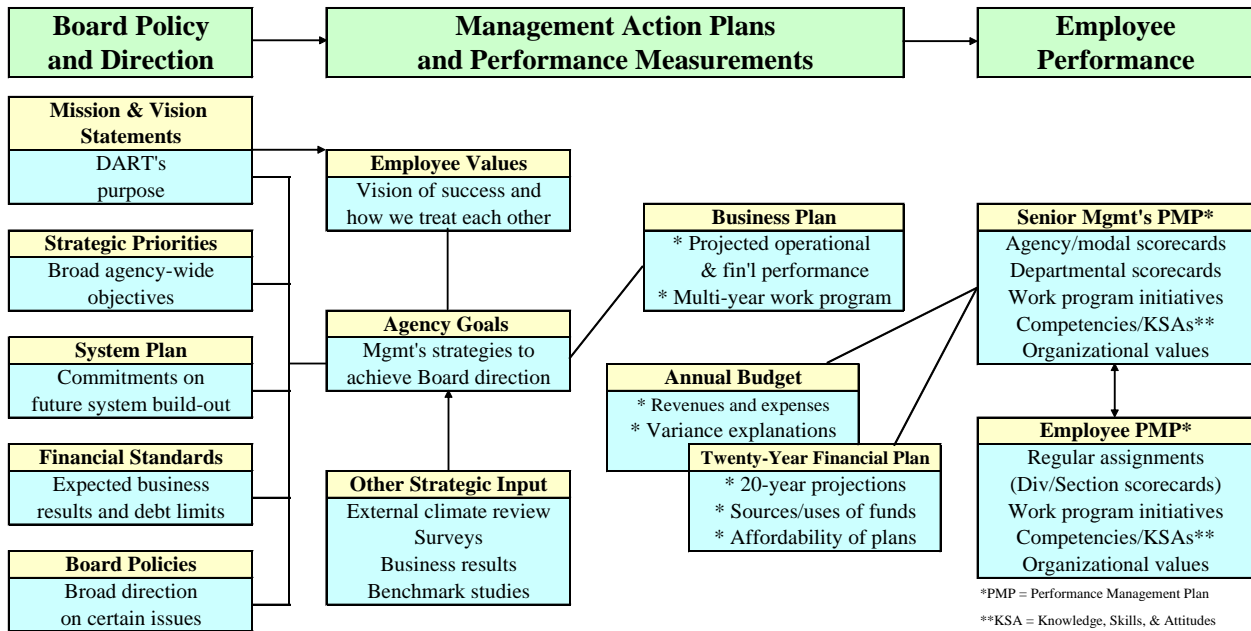 Board Policy
and Direction
Management Action Plans
and Performance Measurements
Employee
Performance
Mission & Vision
Statements
DART's
purpose
Strategic Priorities
Broad agency-wide
objectives
System Plan
Commitments on
future system build-out
Financial Standards
Expected business
results and debt limits
Board Policies
Broad direction
on certain issues
Employee Values
Vision of success and
how we treat each other
Agency Goals
Mgmt's strategies to
achieve Board direction
Other Strategic Input
External climate review
Surveys
Business results
Benchmark studies
Business Plan
* Projected operational
& fin'l performance
* Multi-year work program
Annual Budget
* Revenues and expenses
* Variance explanations
Twenty-Year Financial Plan
* 20-year projections
* Sources/uses of funds
* Affordability of plans
Senior Mgmt's PMP*
Agency/modal scorecards
Departmental scorecards
Work program initiatives
Competencies/KSAs**
Organizational values
Employee PMP*
Regular assignments
(Div/Section scorecards)
Work program initiatives
Competencies/KSAs**
Organizational values
*PMP = Performance Management Plan
**KSA = Knowledge, Skills, & Attitudes